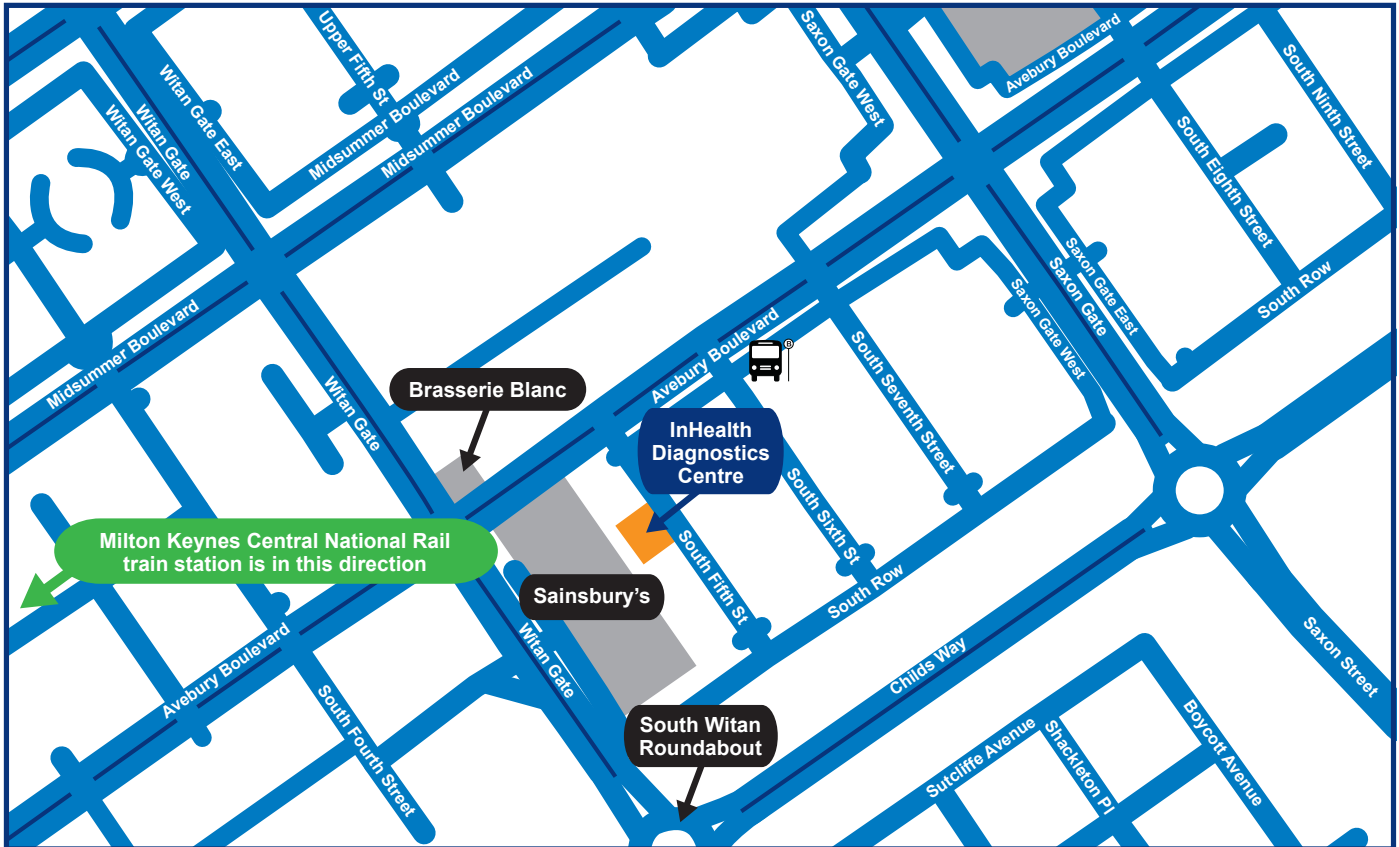 Upper Fifth St
Saxon Gate West
Avebury Boulevard
South Ninth Street
Witan Gate East
Witan Gate
Witan Gate West
Midsummer Boulevard
Midsummer Boulevard
South Eighth Street
Saxon Gate East
Saxon Gate
Saxon Gate West
South Row
Midsummer Boulevard
Witan Gate
Avebury Boulevard
B
South Seventh Street
Brasserie Blanc
InHealth
Diagnostics
Centre
South Sixth St
Milton Keynes Central National Rail
train station is in this direction
South Fifth St
Sainsbury's
South Row
Witan Gate
Avebury Boulevard
South Fourth Street
Childs Way
Saxon Street
South Witan
Roundabout
Sutcliffe Avenue
Shackleton Pl
Boycott Avenue